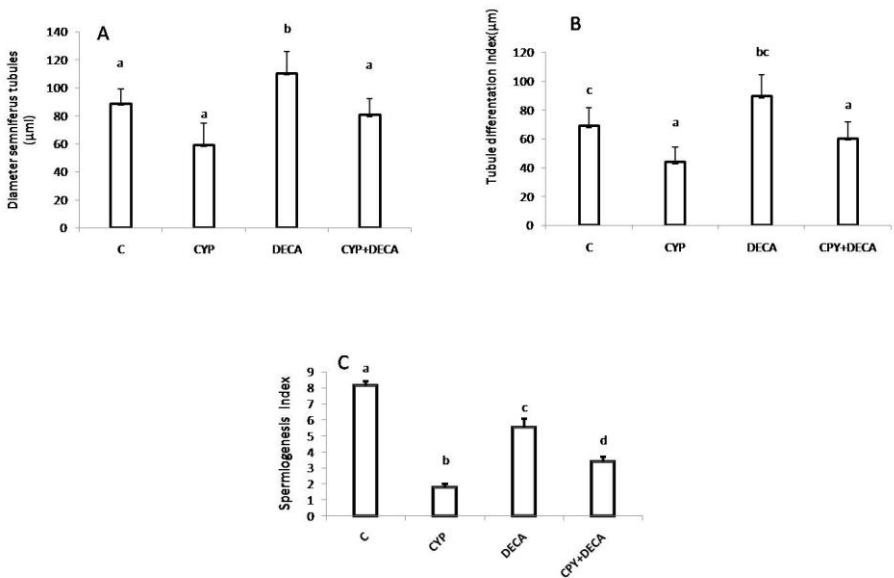 A
Diameter semniferus tubules
(µml)
140
120
100
80
60
40
20
0
a
a
b
a
C CYP DECA CYP+DECA
B
Tubule differentation Index(µm)
120
100
80
60
40
20
0
c
a
bc
a
C CYP DECA CPY+DECA
C
Spermiogenesis Index
9
8
7
6
5
4
3
2
1
0
a
b
c
d
C CYP DECA CPY+DECA